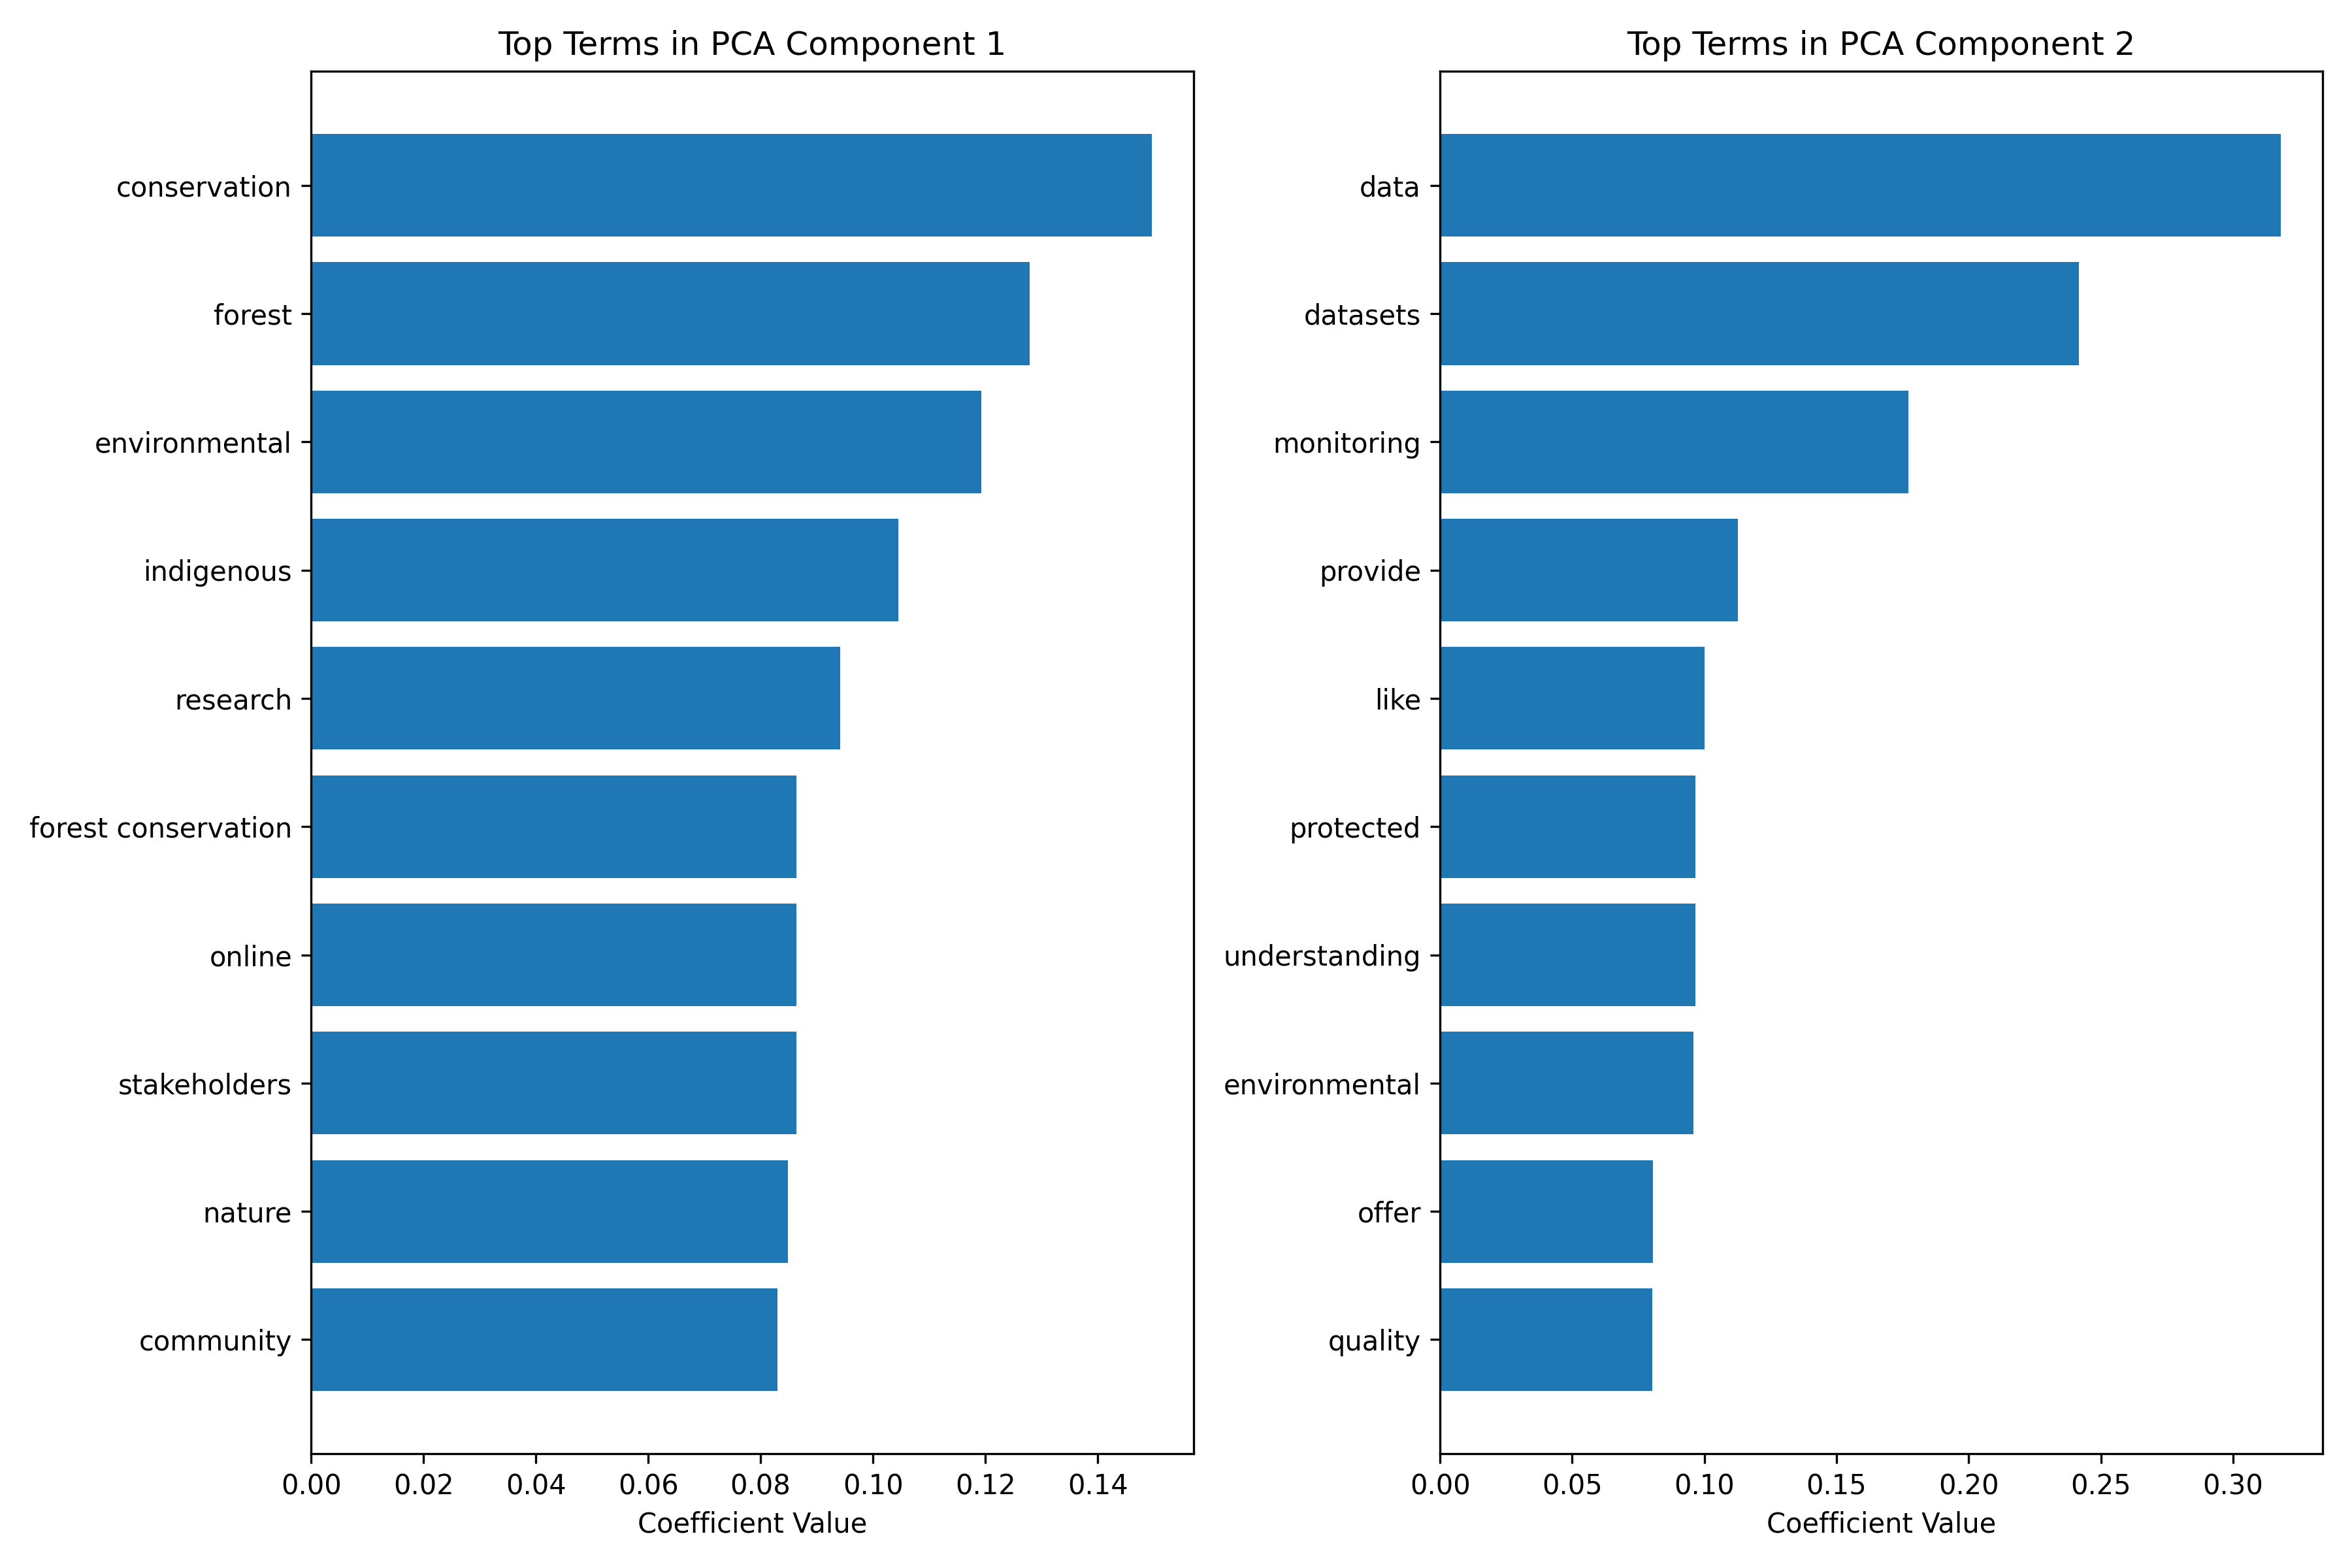 Top Terms in PCA Component 1
conservation
forest
environmental
indigenous
research
forest conservation
online
stakeholders
nature
community
0.00 0.02 0.04 0.06 0.08 0.10 0.12 0.14
Coefficient Value
Top Terms in PCA Component 2
data
datasets
monitoring
provide
like
protected
understanding
environmental
offer
quality
0.00 0.05 0.10 0.15 0.20 0.25 0.30
Coefficient Value